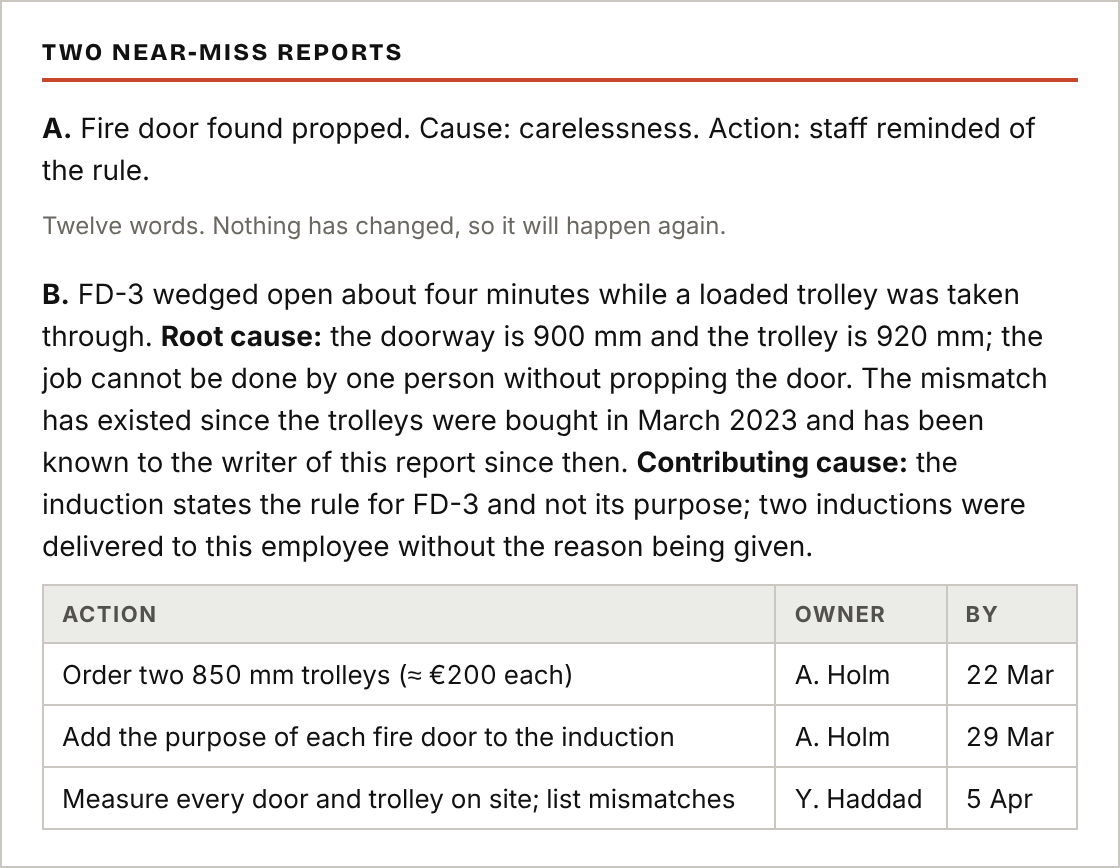 TWO NEAR-MISS REPORTS
A. Fire door found propped. Cause: carelessness. Action: staff reminded of
the rule.
Twelve words. Nothing has changed, so it will happen again.
B. FD-3 wedged open about four minutes while a loaded trolley was taken
through. Root cause: the doorway is 900 mm and the trolley is 920 mm; the
job cannot be done by one person without propping the door. The mismatch
has existed since the trolleys were bought in March 2023 and has been
known to the writer of this report since then. Contributing cause: the
induction states the rule for FD-3 and not its purpose; two inductions were
delivered to this employee without the reason being given.
ACTION OWNER BY
Order two 850 mm trolleys (≈ €200 each) A. Holm 22 Mar
Add the purpose of each fire door to the induction A. Holm 29 Mar
Measure every door and trolley on site; list mismatches Y. Haddad 5 Apr